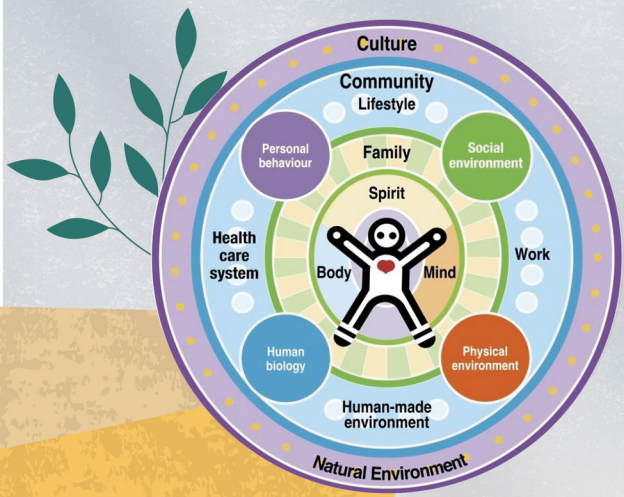 Culture
Community
Lifestyle
Personal
behaviour
Family
Social
environment
Spirit
Health
care
system
Body
Mind
Work
Human
biology
Physical
environment
Human-made
environment
Natural Environment